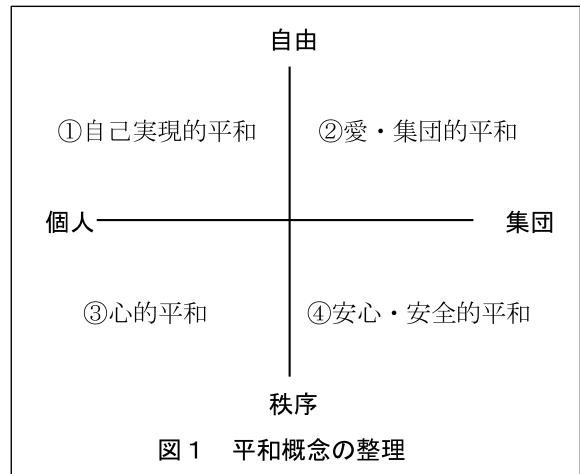 自由
①自己実現的平和 ②愛・集団的平和
個人 集団
③心的平和 ④安心・安全的平和
秩序
図1 平和概念の整理